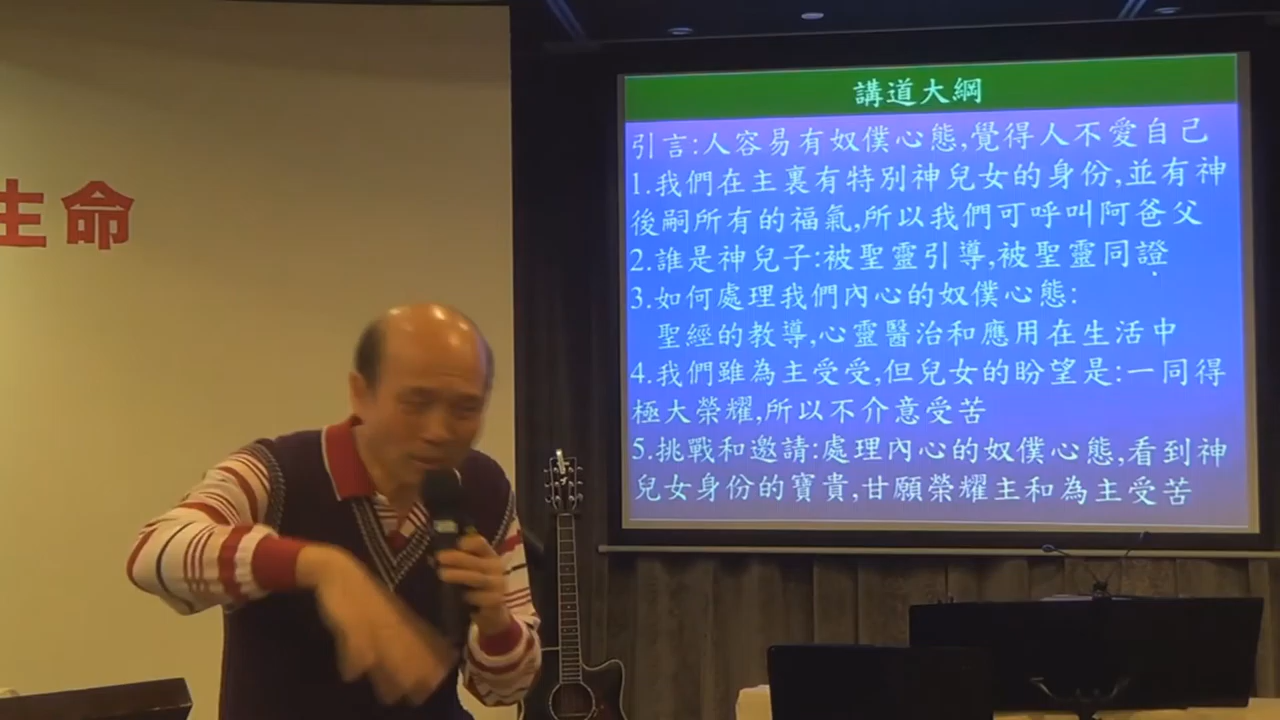 生命
講道大綱
引言:人容易有奴僕心態,覺得人不愛自己
1.我們在主裏有特別神兒女的身份,並有神
後嗣所有的福氣,所以我們可呼叫阿爸父
2.誰是神兒子:被聖靈引導,被聖靈同證
3.如何處理我們內心的奴僕心態:
聖經的教導,心靈醫治和應用在生活中
4.我們雖為主受受,但兒女的盼望是:一同得
極大榮耀,所以不介意受苦
5.挑戰和邀請:處理內心的奴僕心態,看到神
兒女身份的寶貴,甘願榮耀主和為主受苦